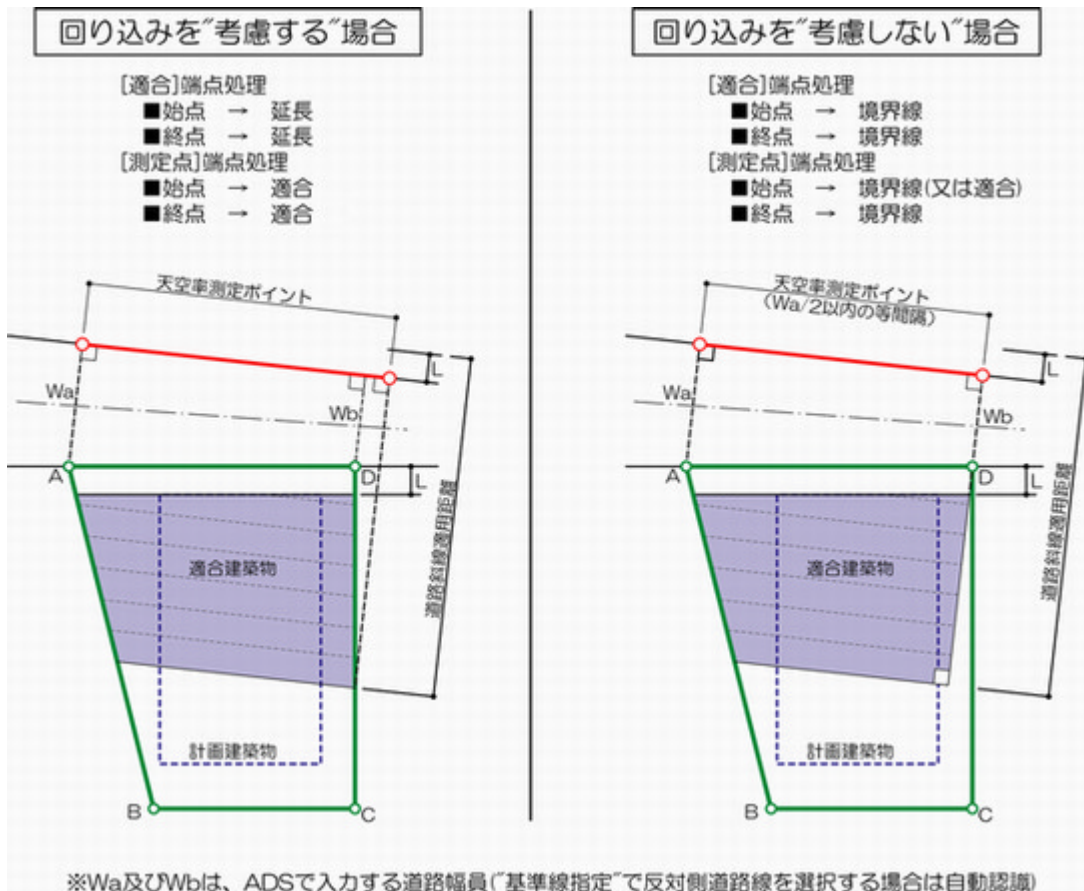 回り込みを"考慮する"場合
[適合]端点処理
■始点 → 延長
■終点 → 延長
[測定点]端点処理
■始点 → 適合
■終点 → 適合
天空率測定ポイント
L
Wa
Wb
A
D
L
道路斜線適用距離
適合建築物
計画建築物
B
C
回り込みを"考慮しない"場合
[適合]端点処理
■始点 → 境界線
■終点 → 境界線
[測定点]端点処理
■始点 → 境界線(又は適合)
■終点 → 境界線
天空率測定ポイント
(Wa/2以内の等間隔)
L
Wa
Wb
A
D
L
道路斜線適用距離
適合建築物
計画建築物
B
C
※Wa及びWbは、ADSで入力する道路幅員("基準線指定"で反対側道路線を選択する場合は自動認識)